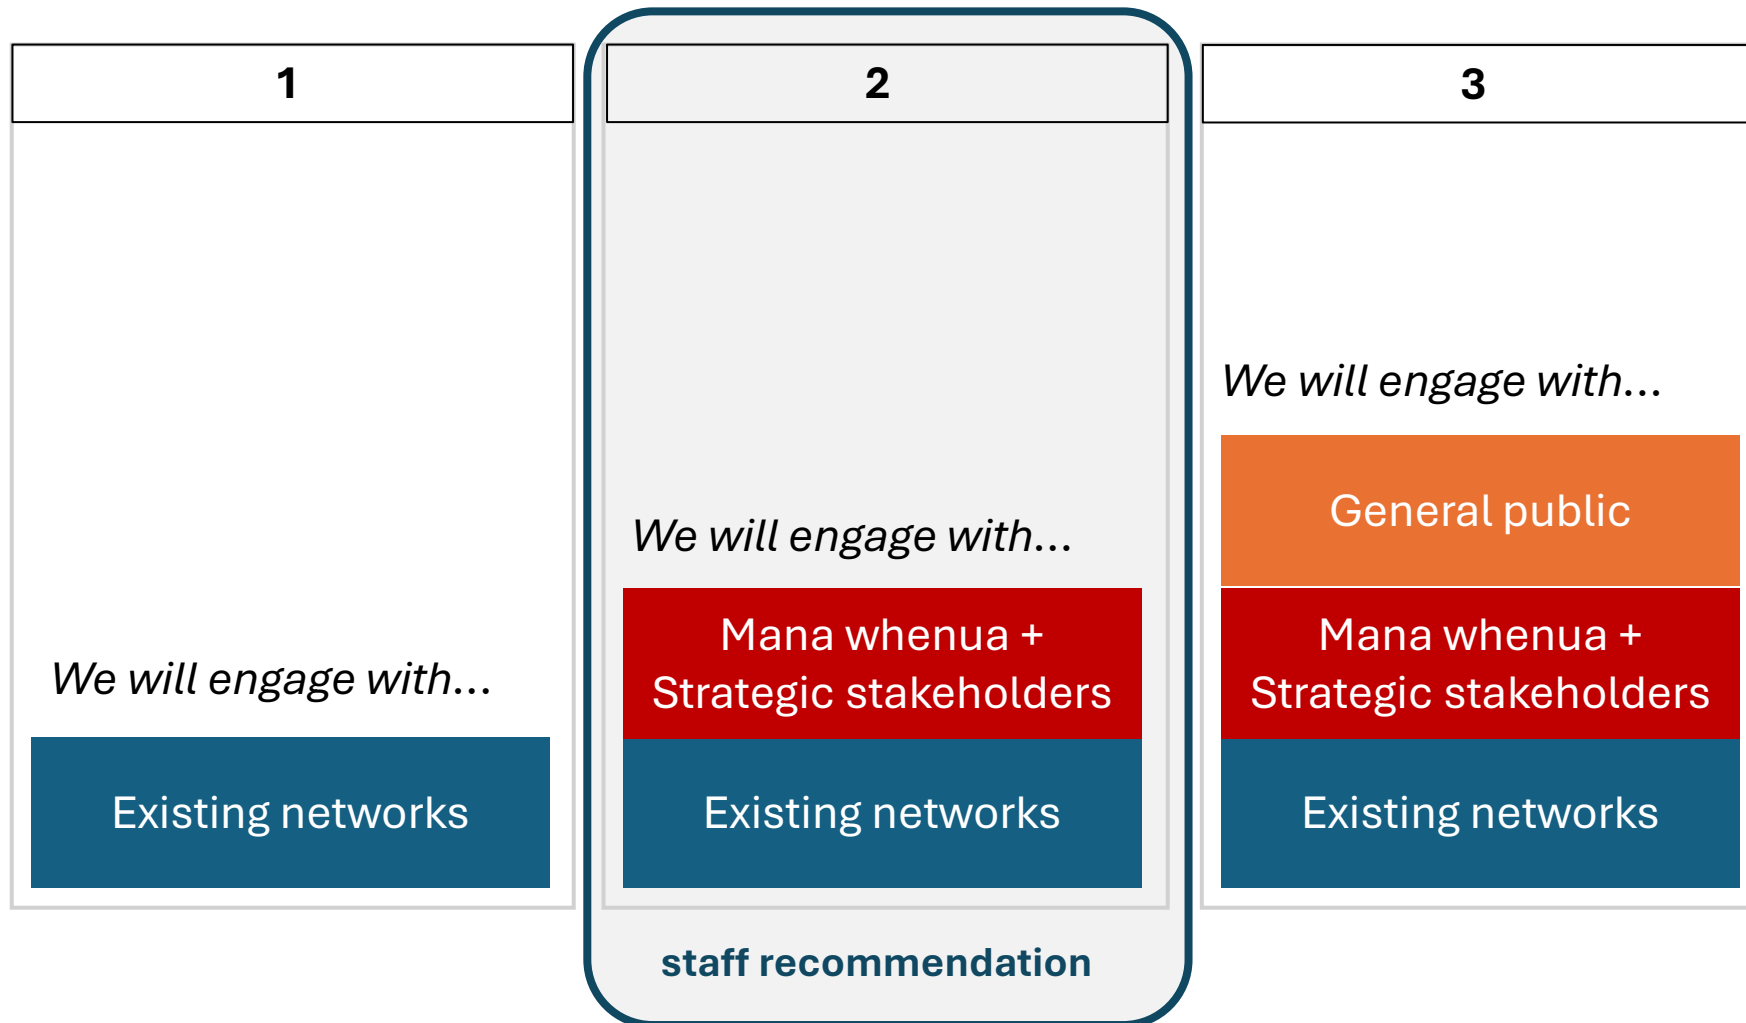 1
We will engage with...
Existing networks
2
We will engage with...
Mana whenua +
Strategic stakeholders
Existing networks
staff recommendation
3
We will engage with...
General public
Mana whenua +
Strategic stakeholders
Existing networks